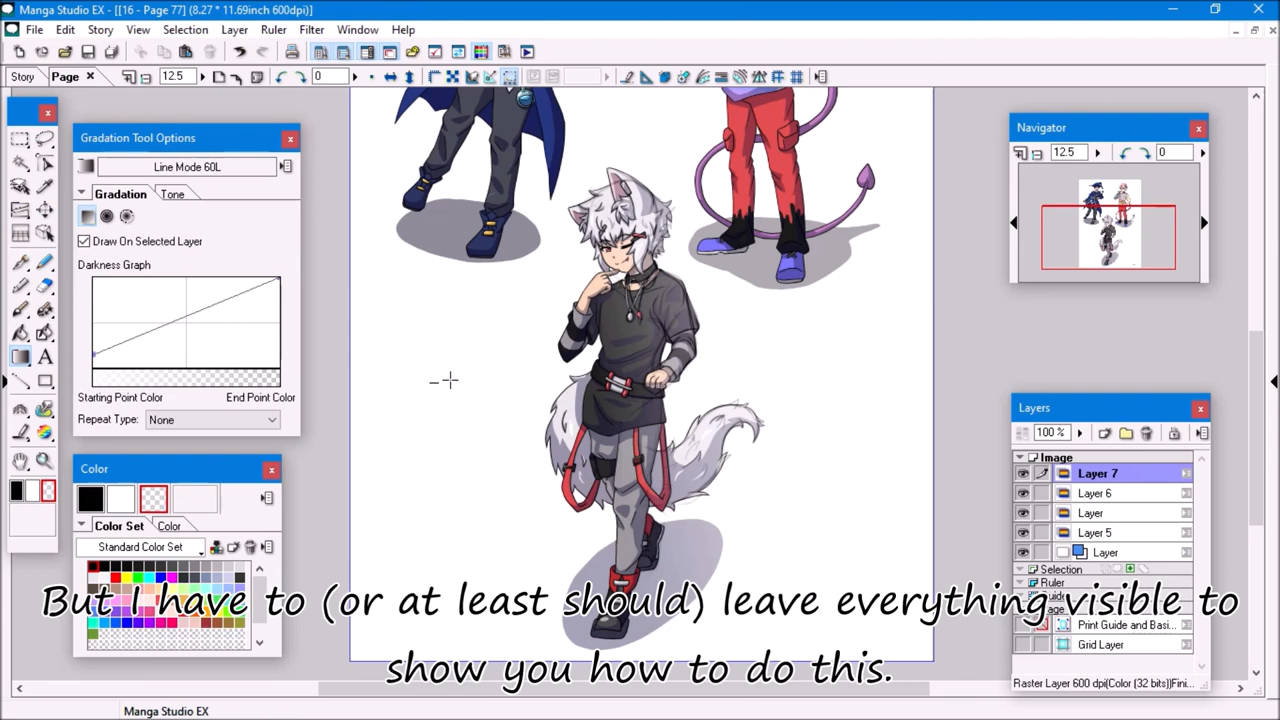 Manga Studio EX - [[16 - Page 77] (8.27 * 11.69inch 600dpi)]
File Edit Story View Selection Layer Ruler Filter Window Help
Story Page 12.5 0
Gradation Tool Options
Line Mode 60L
Gradation Tone
Draw On Selected Layer
Darkness Graph
Starting Point Color End Point Color
Repeat Type: None
Color
Color Set Color
Standard Color Set
Navigator
12.5 0
Layers
100 %
Image
Layer 7
Layer 6
Layer
Layer 5
Layer
Selection
Ruler
Print Guide and Basi...
Grid Layer
Raster Layer 600 dpi(Color (32 bits))Fini...
But I have to (or at least should) leave everything visible to
show you how to do this.
Manga Studio EX